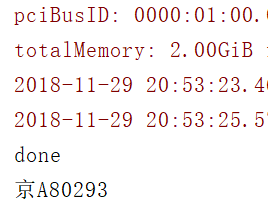 pciBusID: 0000:01:00.
totalMemory: 2.00GiB
2018-11-29 20:53:23.4
2018-11-29 20:53:25.5
done
京A80293